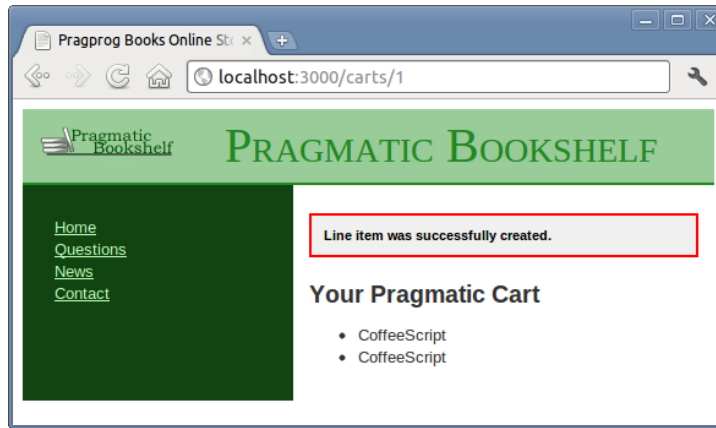 Pragprog Books Online Sto
localhost:3000/carts/1
Pragmatic
Bookshelf
PRAGMATIC BOOKSHELF
Home
Questions
News
Contact
Line item was successfully created.
Your Pragmatic Cart
• CoffeeScript
• CoffeeScript